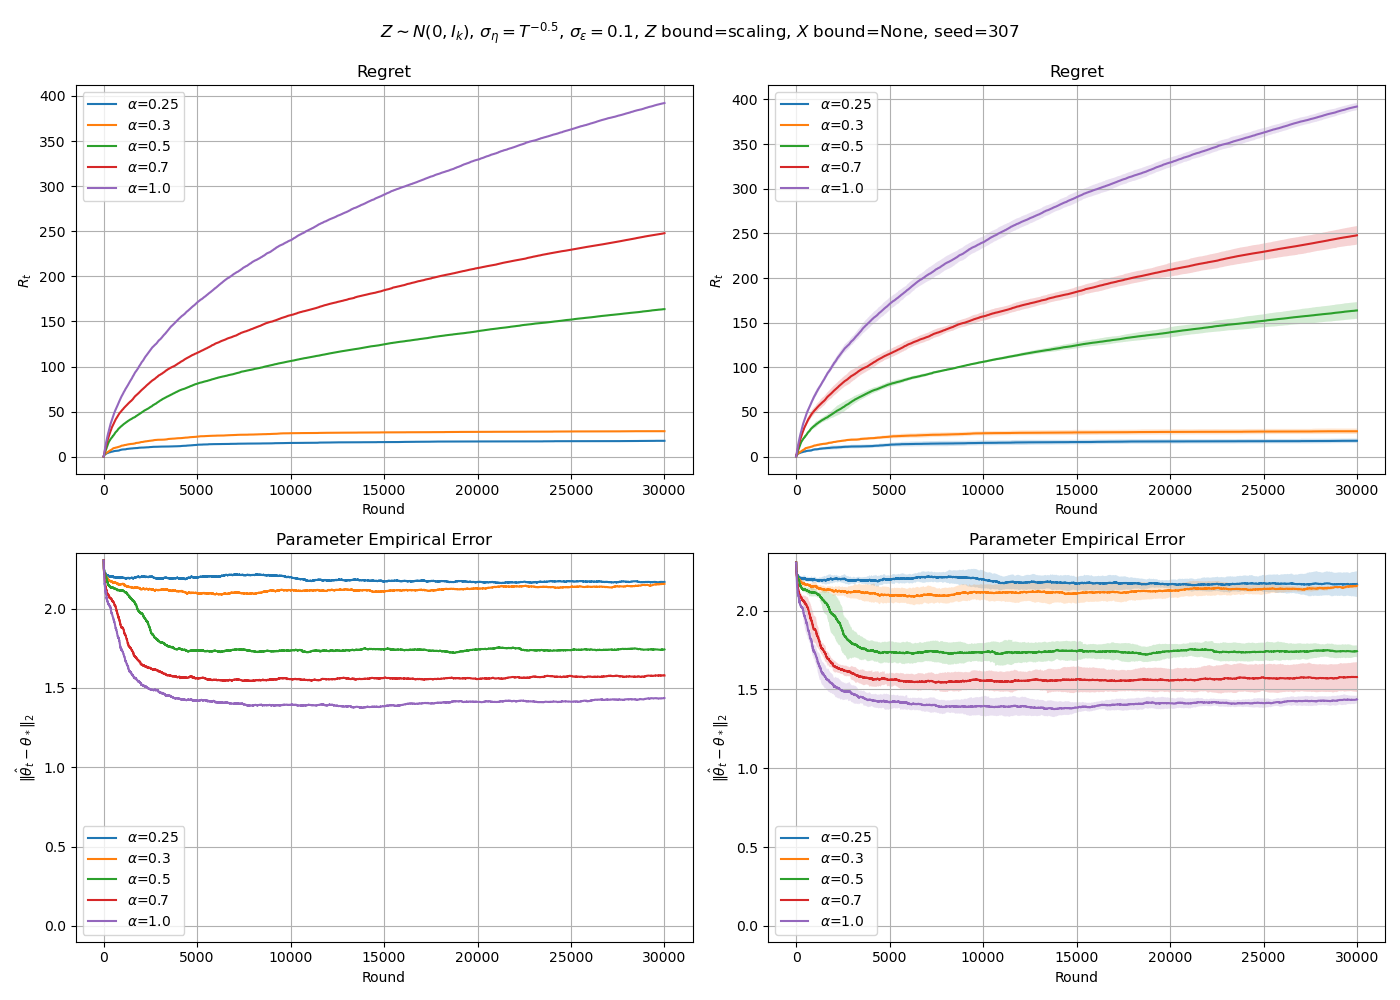 Z ∼ N(0, I_k), σ_η = T^{−0.5}, σ_ε = 0.1, Z bound=scaling, X bound=None, seed=307
Regret
400
350
300
250
200
150
100
50
0
R_t
α=0.25
α=0.3
α=0.5
α=0.7
α=1.0
0 5000 10000 15000 20000 25000 30000
Round
Regret
400
350
300
250
200
150
100
50
0
R_t
α=0.25
α=0.3
α=0.5
α=0.7
α=1.0
0 5000 10000 15000 20000 25000 30000
Round
Parameter Empirical Error
2.0
1.5
1.0
0.5
0.0
‖θ̂_t − θ_*‖_2
α=0.25
α=0.3
α=0.5
α=0.7
α=1.0
0 5000 10000 15000 20000 25000 30000
Round
Parameter Empirical Error
2.0
1.5
1.0
0.5
0.0
‖θ̂_t − θ_*‖_2
α=0.25
α=0.3
α=0.5
α=0.7
α=1.0
0 5000 10000 15000 20000 25000 30000
Round